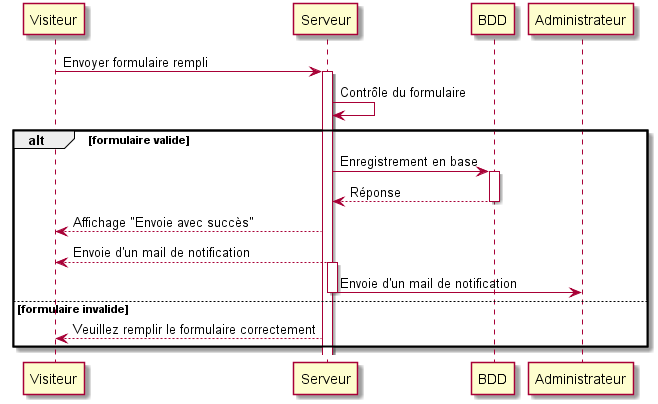 Visiteur Serveur BDD Administrateur
Envoyer formulaire rempli
Contrôle du formulaire
alt [formulaire valide]
Enregistrement en base
Réponse
Affichage "Envoie avec succès"
Envoie d'un mail de notification
Envoie d'un mail de notification
[formulaire invalide]
Veuillez remplir le formulaire correctement
Visiteur Serveur BDD Administrateur